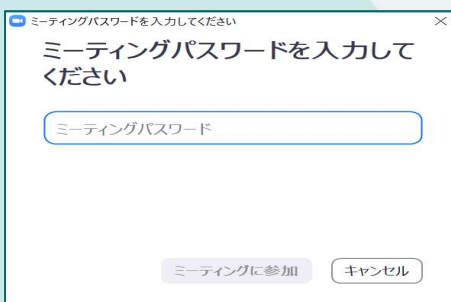 ミーティングパスワードを入力してください
ミーティングパスワードを入力して
ください
ミーティングパスワード
ミーティングに参加
キャンセル